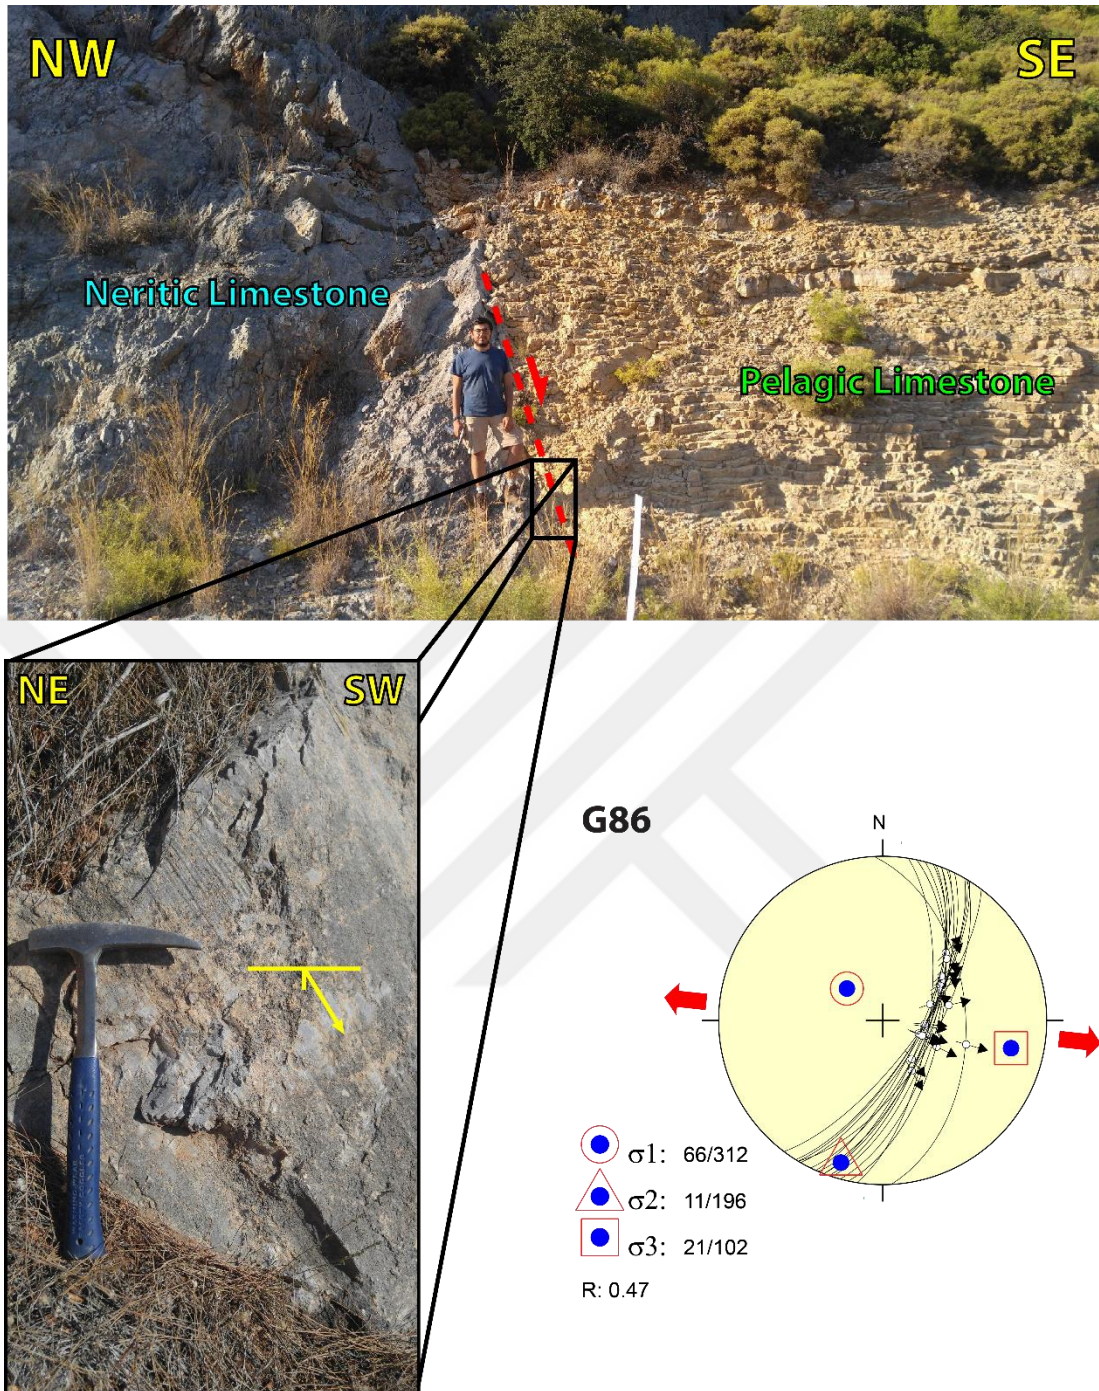 NW
SE
Neritic Limestone
Pelagic Limestone
NE
SW
G86
N
σ1: 66/312
σ2: 11/196
σ3: 21/102
R: 0.47